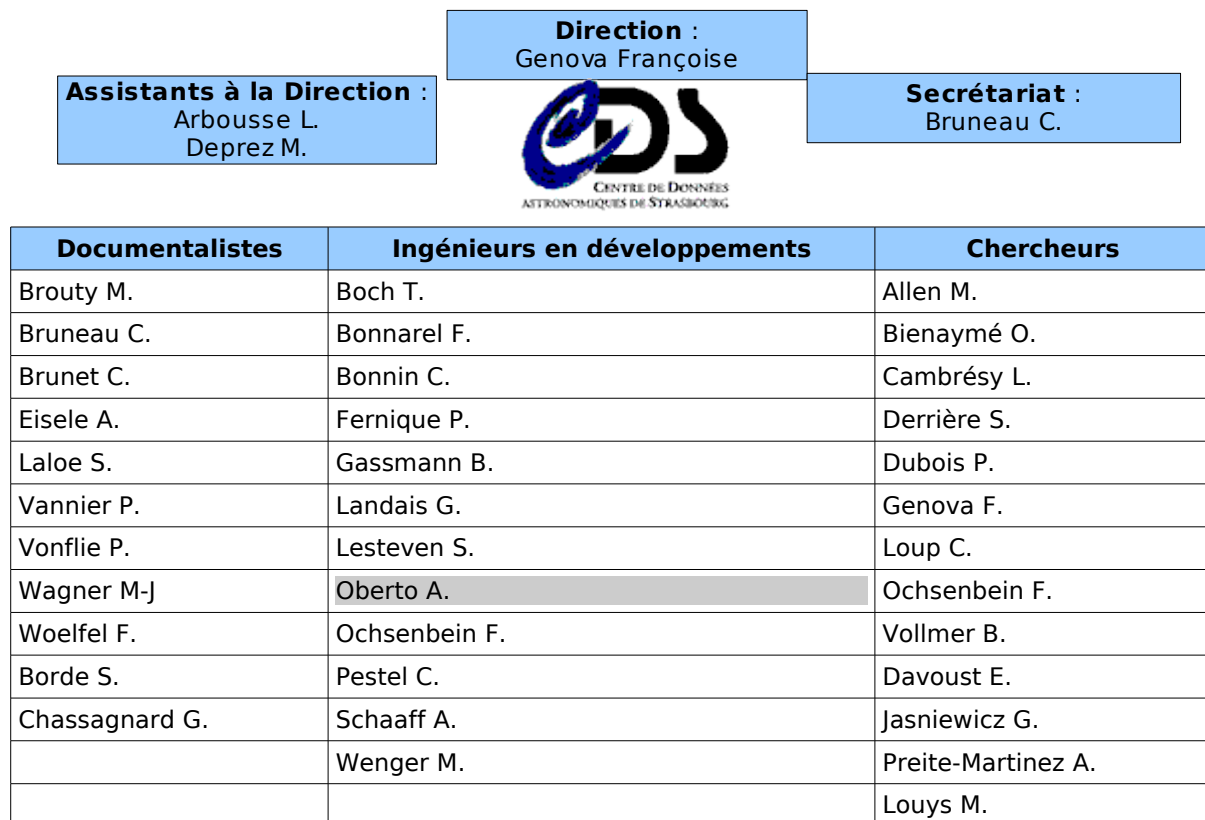 Direction :
Genova Françoise
Assistants à la Direction :
Arbousse L.
Deprez M.
Secrétariat :
Bruneau C.
CDS
CENTRE DE DONNÉES
ASTRONOMIQUES DE STRASBOURG
Documentalistes Ingénieurs en développements Chercheurs
Brouty M. Boch T. Allen M.
Bruneau C. Bonnarel F. Bienaymé O.
Brunet C. Bonnin C. Cambrésy L.
Eisele A. Fernique P. Derrière S.
Laloe S. Gassmann B. Dubois P.
Vannier P. Landais G. Genova F.
Vonflie P. Lesteven S. Loup C.
Wagner M-J Oberto A. Ochsenbein F.
Woelfel F. Ochsenbein F. Vollmer B.
Borde S. Pestel C. Davoust E.
Chassagnard G. Schaaff A. Jasniewicz G.
Wenger M. Preite-Martinez A.
Louys M.